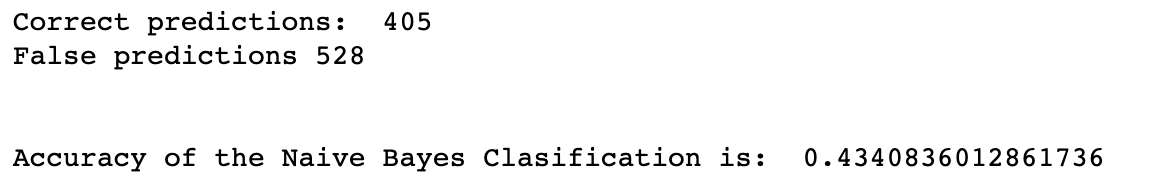 Correct predictions:  405
False predictions 528
Accuracy of the Naive Bayes Clasification is:  0.4340836012861736